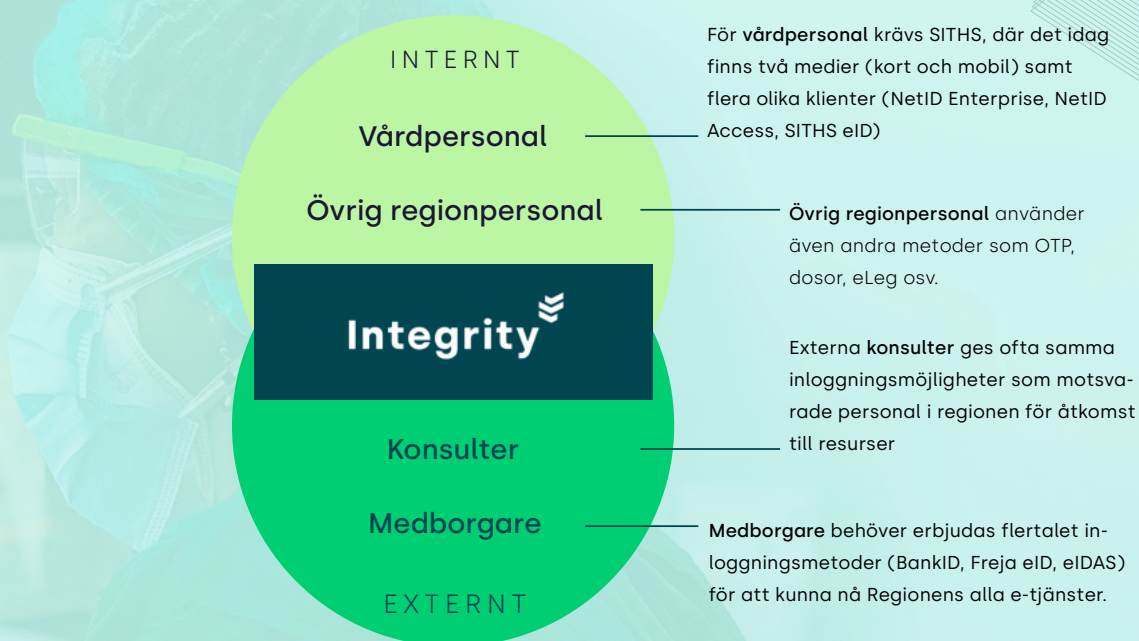 INTERNT
Vårdpersonal
Övrig regionpersonal
Integrity
Konsulter
Medborgare
EXTERNT
För vårdpersonal krävs SITHS, där det idag
finns två medier (kort och mobil) samt
flera olika klienter (NetID Enterprise, NetID
Access, SITHS eID)
Övrig regionpersonal använder
även andra metoder som OTP,
dosor, eLeg osv.
Externa konsulter ges ofta samma
inloggningsmöjligheter som motsva-
rade personal i regionen för åtkomst
till resurser
Medborgare behöver erbjudas flertalet in-
loggningsmetoder (BankID, Freja eID, eIDAS)
för att kunna nå Regionens alla e-tjänster.